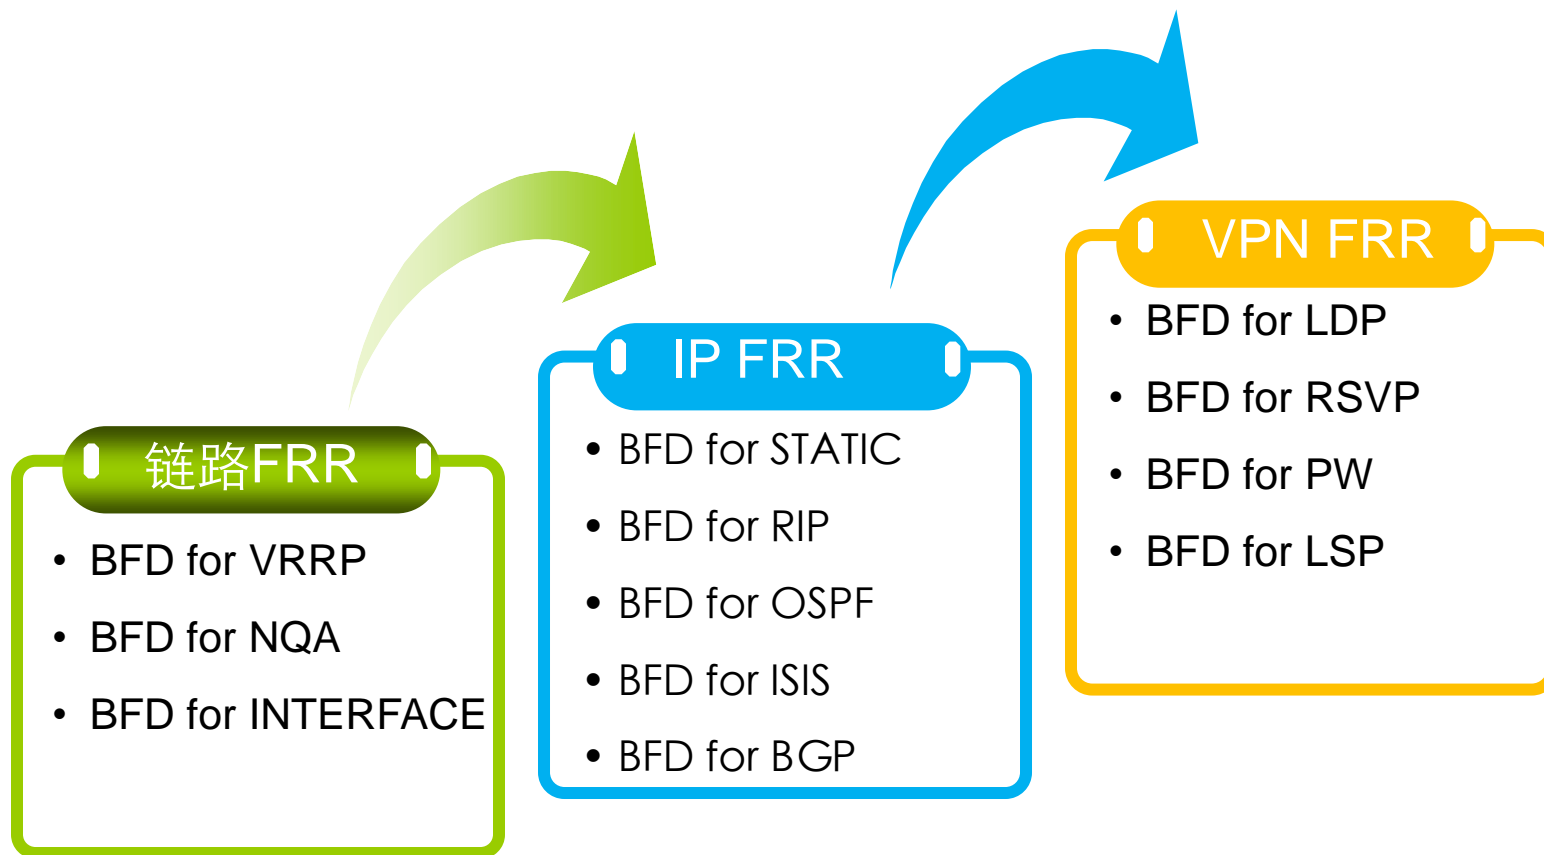 链路FRR
• BFD for VRRP
• BFD for NQA
• BFD for INTERFACE
IP FRR
• BFD for STATIC
• BFD for RIP
• BFD for OSPF
• BFD for ISIS
• BFD for BGP
VPN FRR
• BFD for LDP
• BFD for RSVP
• BFD for PW
• BFD for LSP